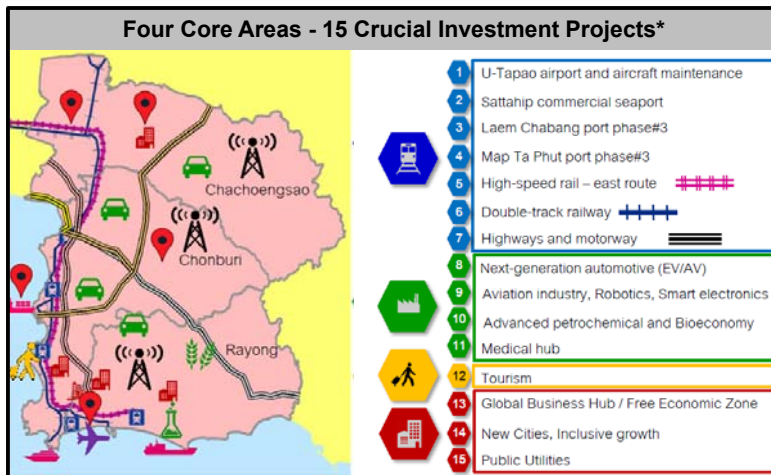 Four Core Areas - 15 Crucial Investment Projects*
Chachoengsao
Chonburi
Rayong
1 U-Tapao airport and aircraft maintenance
2 Sattahip commercial seaport
3 Laem Chabang port phase#3
4 Map Ta Phut port phase#3
5 High-speed rail – east route
6 Double-track railway
7 Highways and motorway
8 Next-generation automotive (EV/AV)
9 Aviation industry, Robotics, Smart electronics
10 Advanced petrochemical and Bioeconomy
11 Medical hub
12 Tourism
13 Global Business Hub / Free Economic Zone
14 New Cities, Inclusive growth
15 Public Utilities